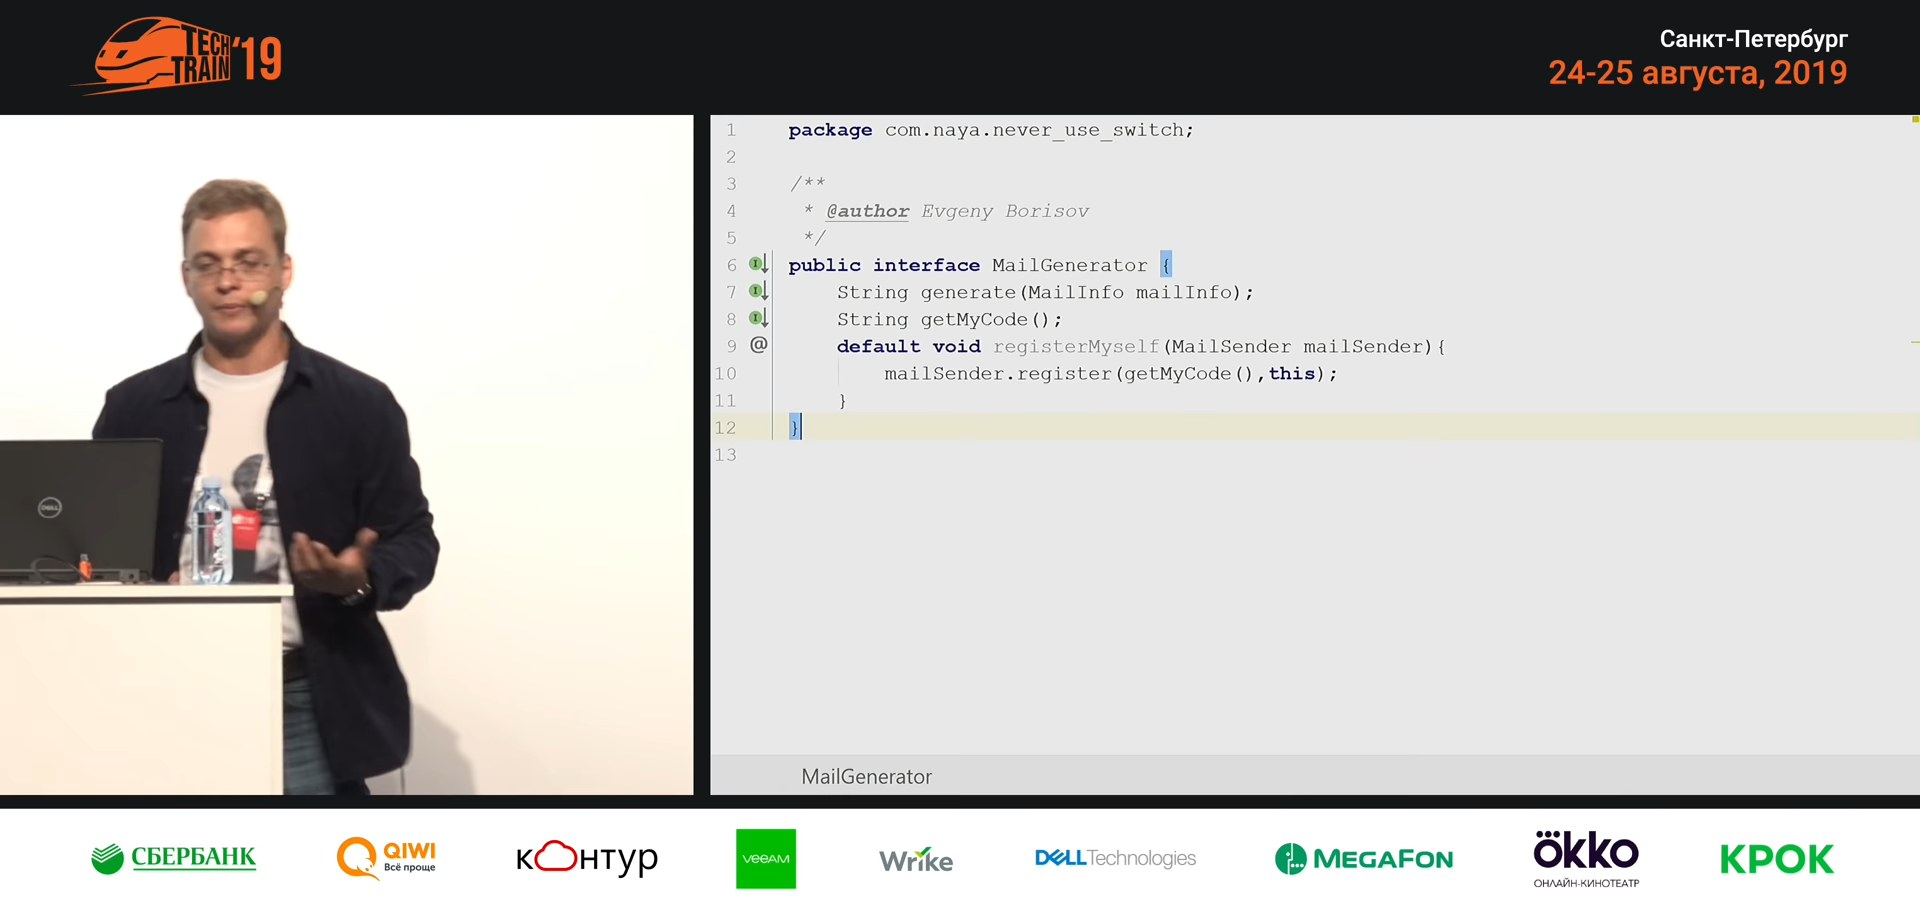 TECH
TRAIN '19
Санкт-Петербург
24-25 августа, 2019
1 package com.naya.never_use_switch;
2
3 /**
4 * @author Evgeny Borisov
5 */
6 public interface MailGenerator {
7 String generate(MailInfo mailInfo);
8 String getMyCode();
9 @ default void registerMyself(MailSender mailSender){
10 mailSender.register(getMyCode(),this);
11 }
12 }
13
MailGenerator
DELL
СБЕРБАНК
QIWI
Всё проще
кОнтур
veeAM
Wrike
DELL Technologies
MEGAFON
ökko
ОНЛАЙН-КИНОТЕАТР
КРОК